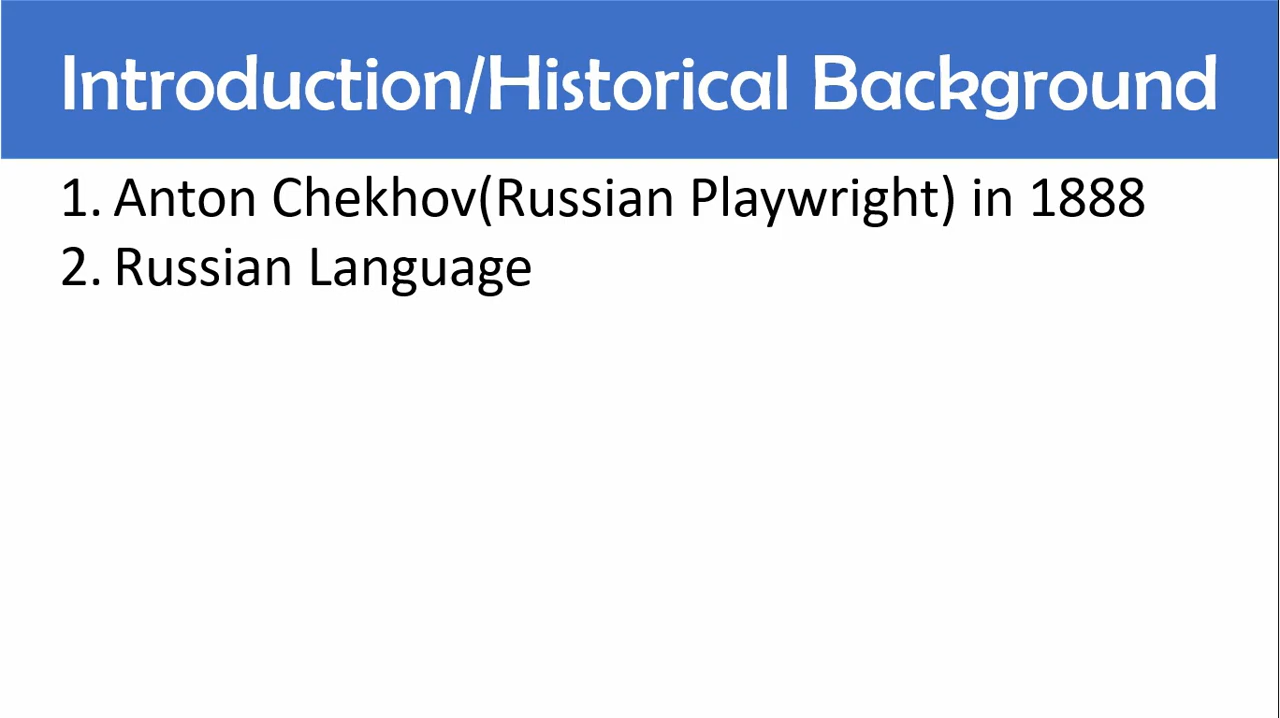 Introduction/Historical Background
1. Anton Chekhov(Russian Playwright) in 1888
2. Russian Language